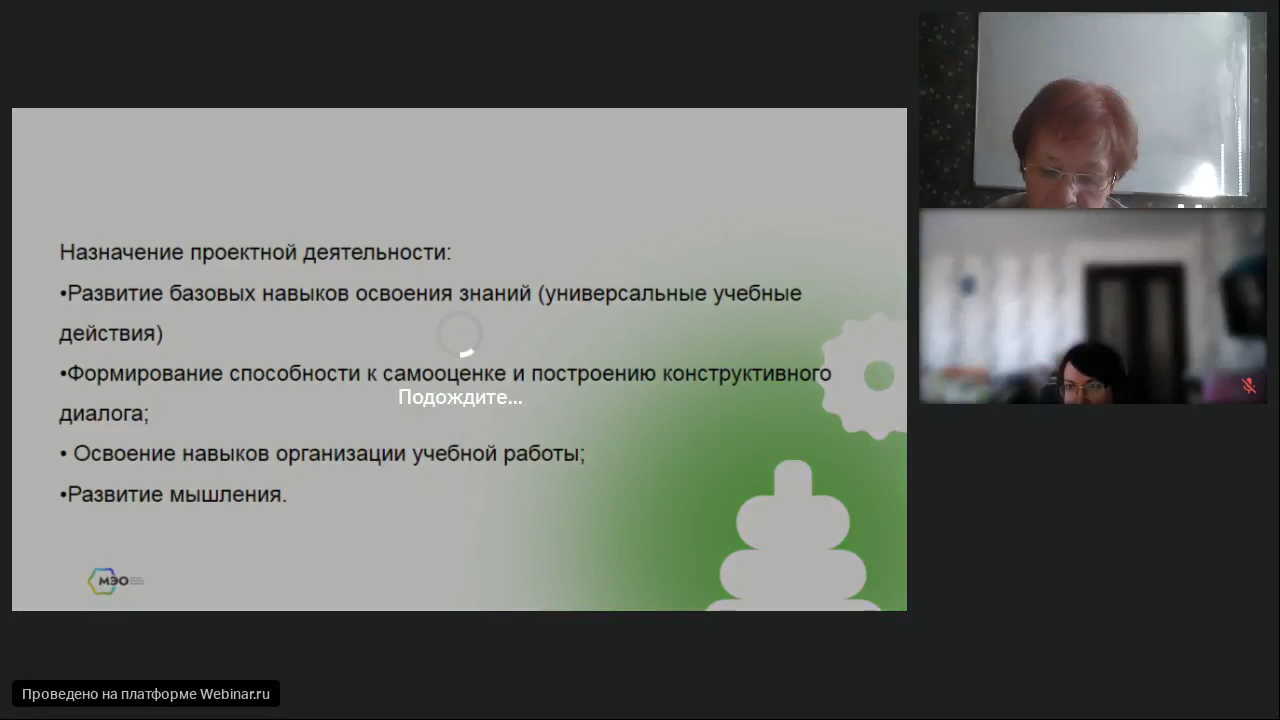 Назначение проектной деятельности:
•Развитие базовых навыков освоения знаний (универсальные учебные
действия)
•Формирование способности к самооценке и построению конструктивного
Подождите...
диалога;
• Освоение навыков организации учебной работы;
•Развитие мышления.
МЭО
Проведено на платформе Webinar.ru